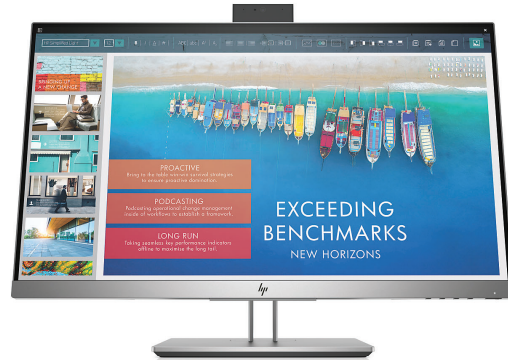 PROACTIVE
Bring to the table win-win survival strategies
to ensure proactive domination.
PODCASTING
Podcasting operational change management
inside of workflows to establish a framework.
LONG RUN
Taking seamless key performance indicators
offline to maximise the long tail.
EXCEEDING
BENCHMARKS
NEW HORIZONS
hp